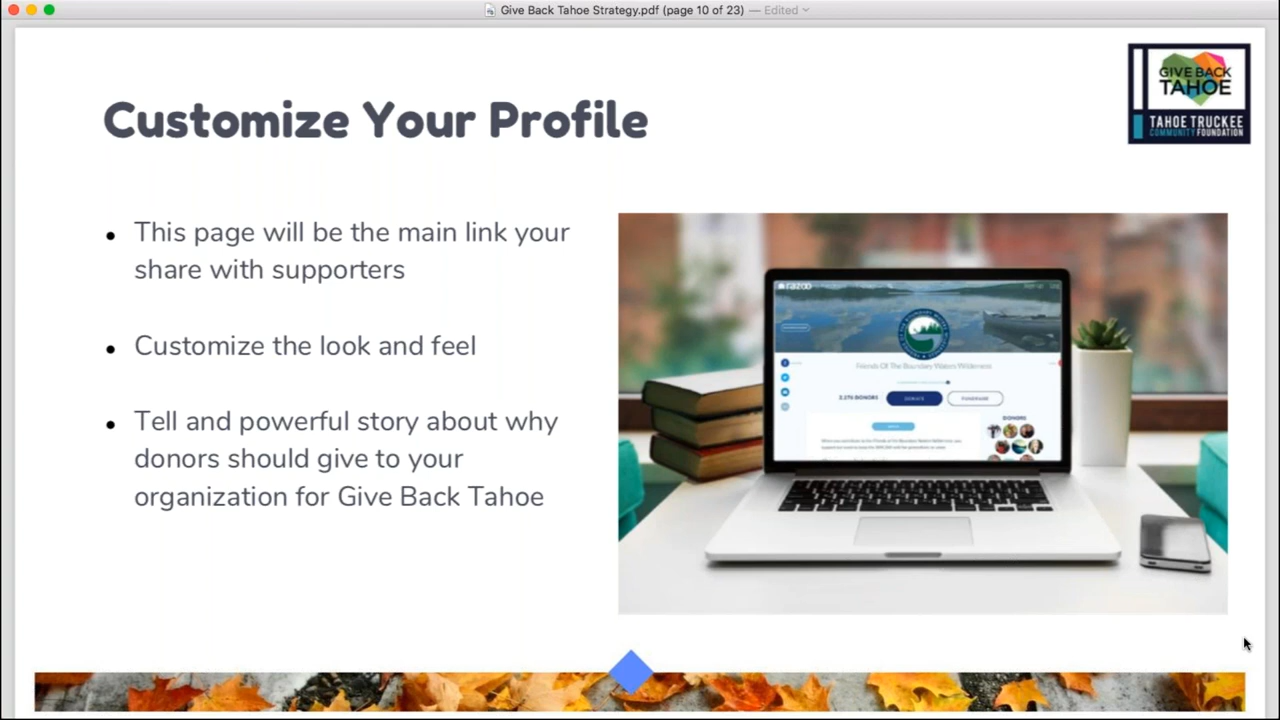 Give Back Tahoe Strategy.pdf (page 10 of 23) — Edited
GIVE BACK
TAHOE
TAHOE TRUCKEE
COMMUNITY FOUNDATION
Customize Your Profile
This page will be the main link your
share with supporters
Customize the look and feel
Tell and powerful story about why
donors should give to your
organization for Give Back Tahoe
razoo
Friends Of The Boundary Waters Wilderness
DONORS
DONATE
FUNDRAISE
DONORS